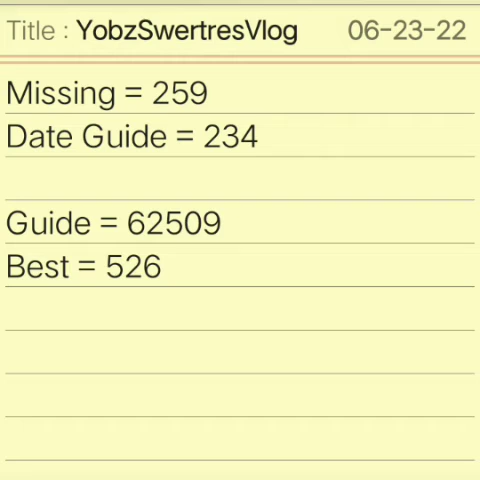 Title : YobzSwertresVlog 06-23-22
Missing = 259
Date Guide = 234
Guide = 62509
Best = 526